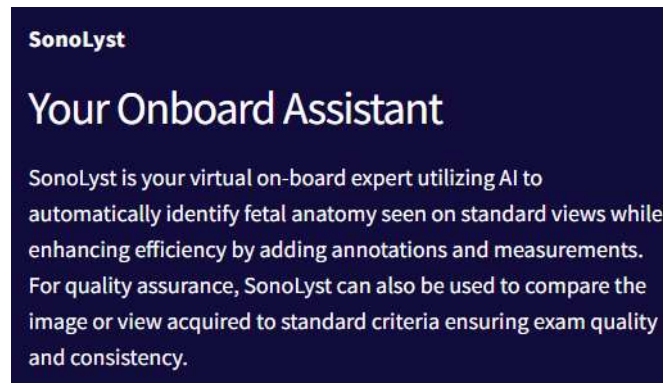 SonoLyst
Your Onboard Assistant
SonoLyst is your virtual on-board expert utilizing AI to
automatically identify fetal anatomy seen on standard views while
enhancing efficiency by adding annotations and measurements.
For quality assurance, SonoLyst can also be used to compare the
image or view acquired to standard criteria ensuring exam quality
and consistency.